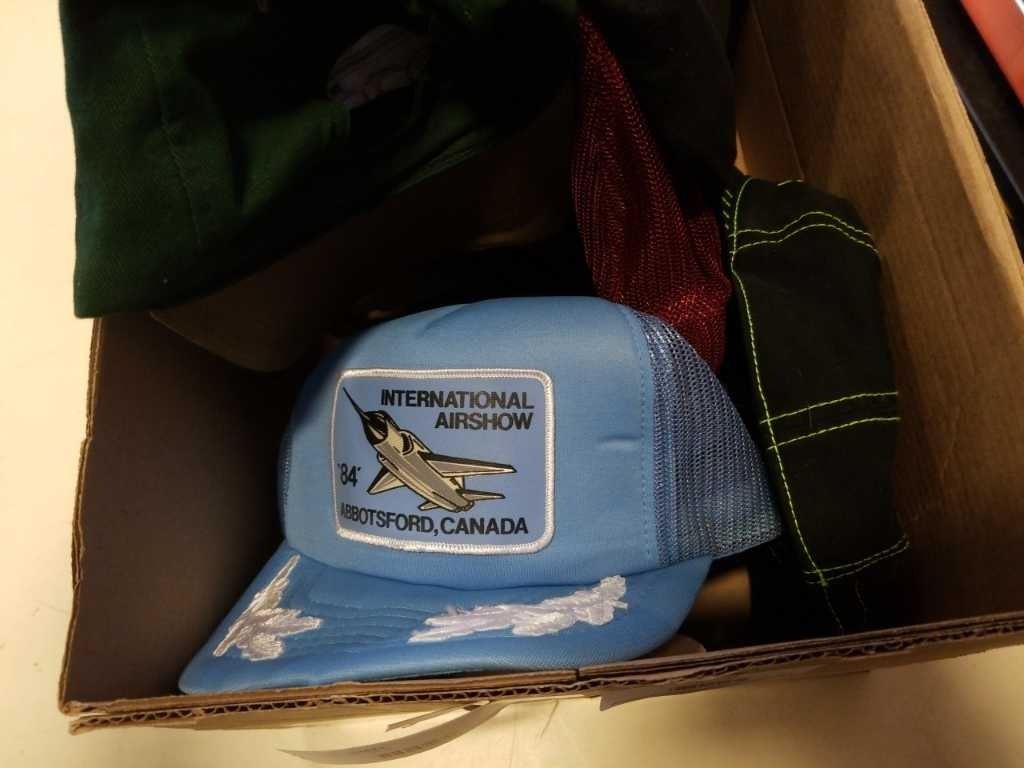 INTERNATIONAL
AIRSHOW
'84'
ABBOTSFORD, CANADA